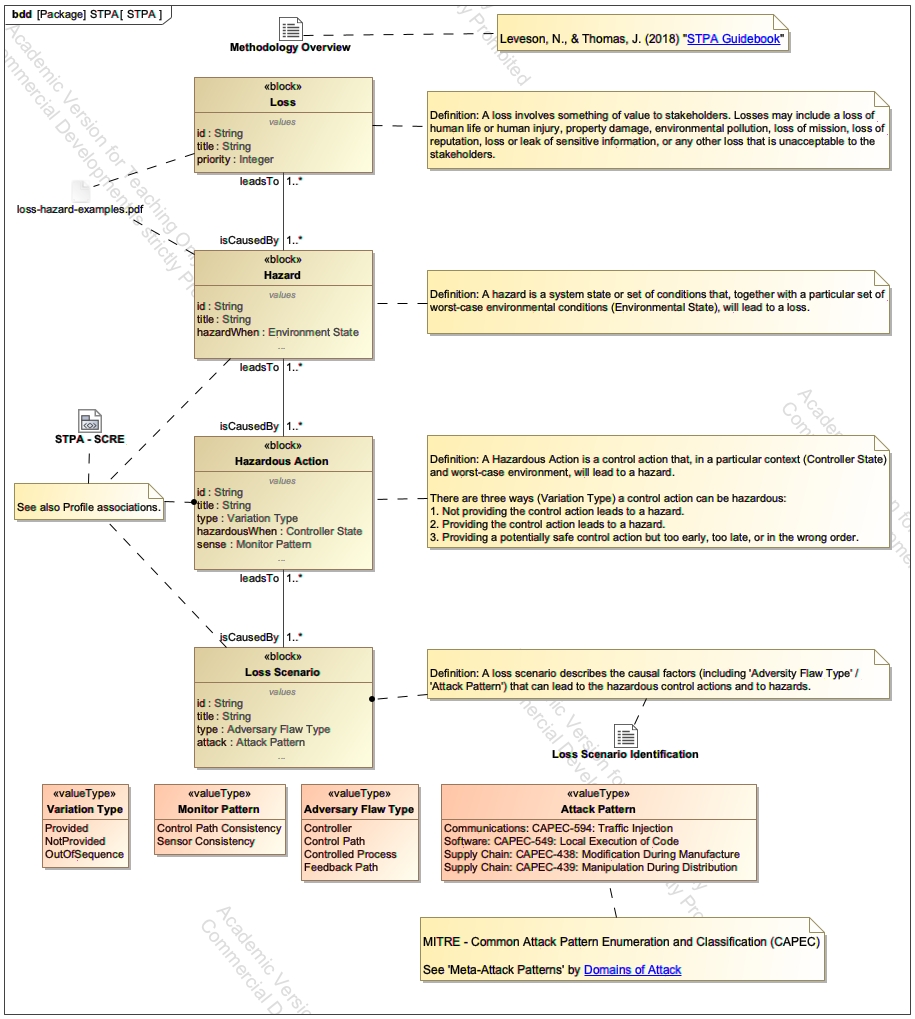 bdd [Package] STPA[ STPA ]
Methodology Overview
Leveson, N., & Thomas, J. (2018) "STPA Guidebook"
«block»
Loss
values
id : String
title : String
priority : Integer
Definition: A loss involves something of value to stakeholders. Losses may include a loss of
human life or human injury, property damage, environmental pollution, loss of mission, loss of
reputation, loss or leak of sensitive information, or any other loss that is unacceptable to the
stakeholders.
leadsTo 1..*
loss-hazard-examples.pdf
isCausedBy 1..*
«block»
Hazard
values
id : String
title : String
hazardWhen : Environment State
...
Definition: A hazard is a system state or set of conditions that, together with a particular set of
worst-case environmental conditions (Environmental State), will lead to a loss.
leadsTo 1..*
STPA - SCRE
isCausedBy 1..*
«block»
Hazardous Action
values
id : String
title : String
type : Variation Type
hazardousWhen : Controller State
sense : Monitor Pattern
...
See also Profile associations.
Definition: A Hazardous Action is a control action that, in a particular context (Controller State)
and worst-case environment, will lead to a hazard.
There are three ways (Variation Type) a control action can be hazardous:
1. Not providing the control action leads to a hazard.
2. Providing the control action leads to a hazard.
3. Providing a potentially safe control action but too early, too late, or in the wrong order.
leadsTo 1..*
isCausedBy 1..*
«block»
Loss Scenario
values
id : String
title : String
type : Adversary Flaw Type
attack : Attack Pattern
...
Definition: A loss scenario describes the causal factors (including 'Adversity Flaw Type' /
'Attack Pattern') that can lead to the hazardous control actions and to hazards.
Loss Scenario Identification
«valueType»
Variation Type
Provided
NotProvided
OutOfSequence
«valueType»
Monitor Pattern
Control Path Consistency
Sensor Consistency
«valueType»
Adversary Flaw Type
Controller
Control Path
Controlled Process
Feedback Path
«valueType»
Attack Pattern
Communications: CAPEC-594: Traffic Injection
Software: CAPEC-549: Local Execution of Code
Supply Chain: CAPEC-438: Modification During Manufacture
Supply Chain: CAPEC-439: Manipulation During Distribution
MITRE - Common Attack Pattern Enumeration and Classification (CAPEC)
See 'Meta-Attack Patterns' by Domains of Attack
Academic Version for Teaching Only
Commercial Development is strictly Prohibited